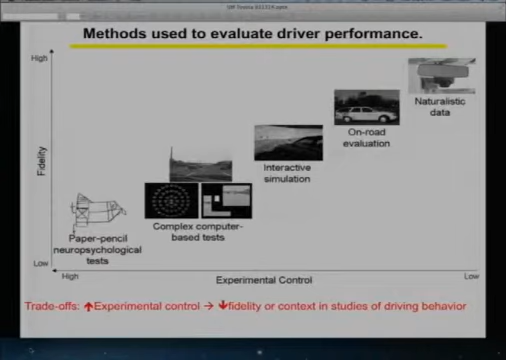 Methods used to evaluate driver performance.
High
Naturalistic
data
On-road
evaluation
Interactive
simulation
Fidelity
Complex computer-
based tests
Paper-pencil
neuropsychological
tests
Low
High
Experimental Control
Low
Trade-offs: ↑Experimental control → ↓fidelity or context in studies of driving behavior